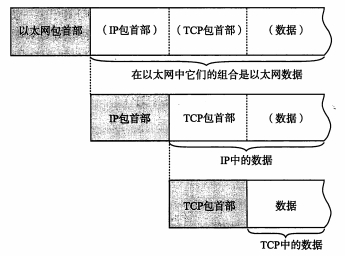 以太网包首部 (IP包首部) (TCP包首部) (数据)
在以太网中它们的组合是以太网数据
IP包首部 TCP包首部 (数据)
IP中的数据
TCP包首部 数据
TCP中的数据